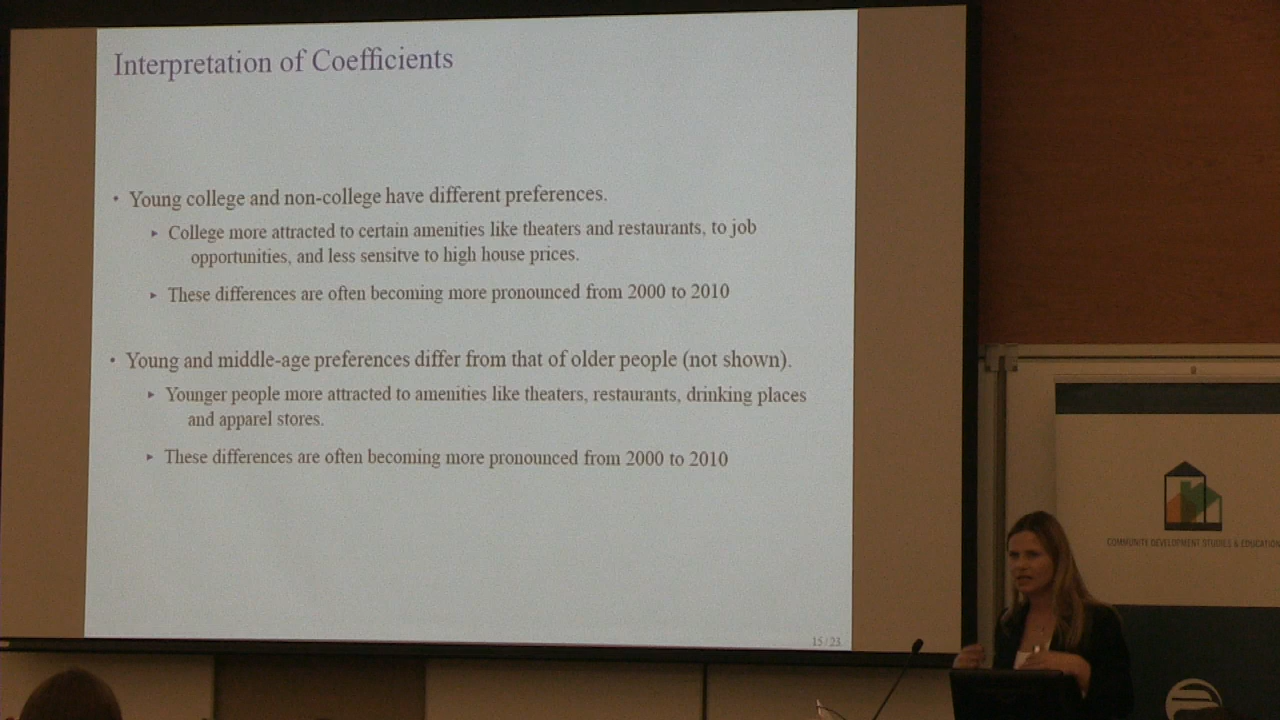 Interpretation of Coefficients
• Young college and non-college have different preferences.
▸ College more attracted to certain amenities like theaters and restaurants, to job
opportunities, and less sensitve to high house prices.
▸ These differences are often becoming more pronounced from 2000 to 2010
• Young and middle-age preferences differ from that of older people (not shown).
▸ Younger people more attracted to amenities like theaters, restaurants, drinking places
and apparel stores.
▸ These differences are often becoming more pronounced from 2000 to 2010
15/23
COMMUNITY DEVELOPMENT STUDIES & EDUCATION